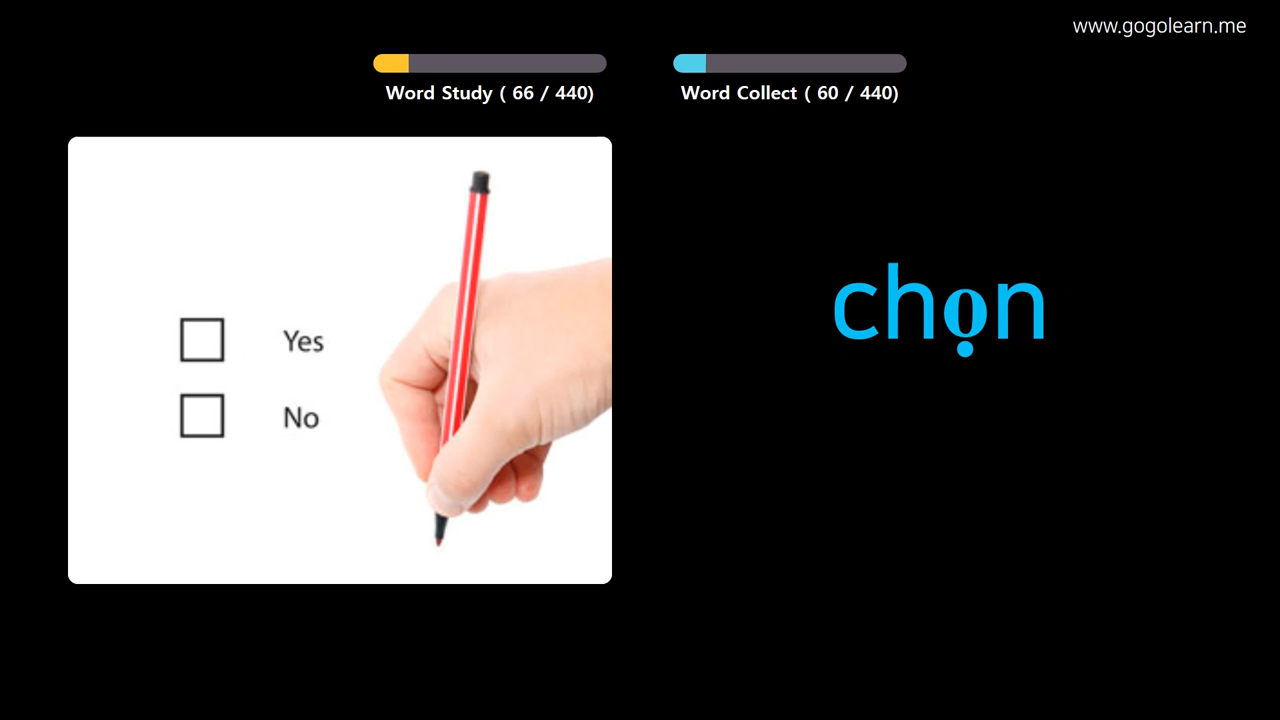 www.gogolearn.me
Word Study ( 66 / 440)
Word Collect ( 60 / 440)
Yes
No
chọn